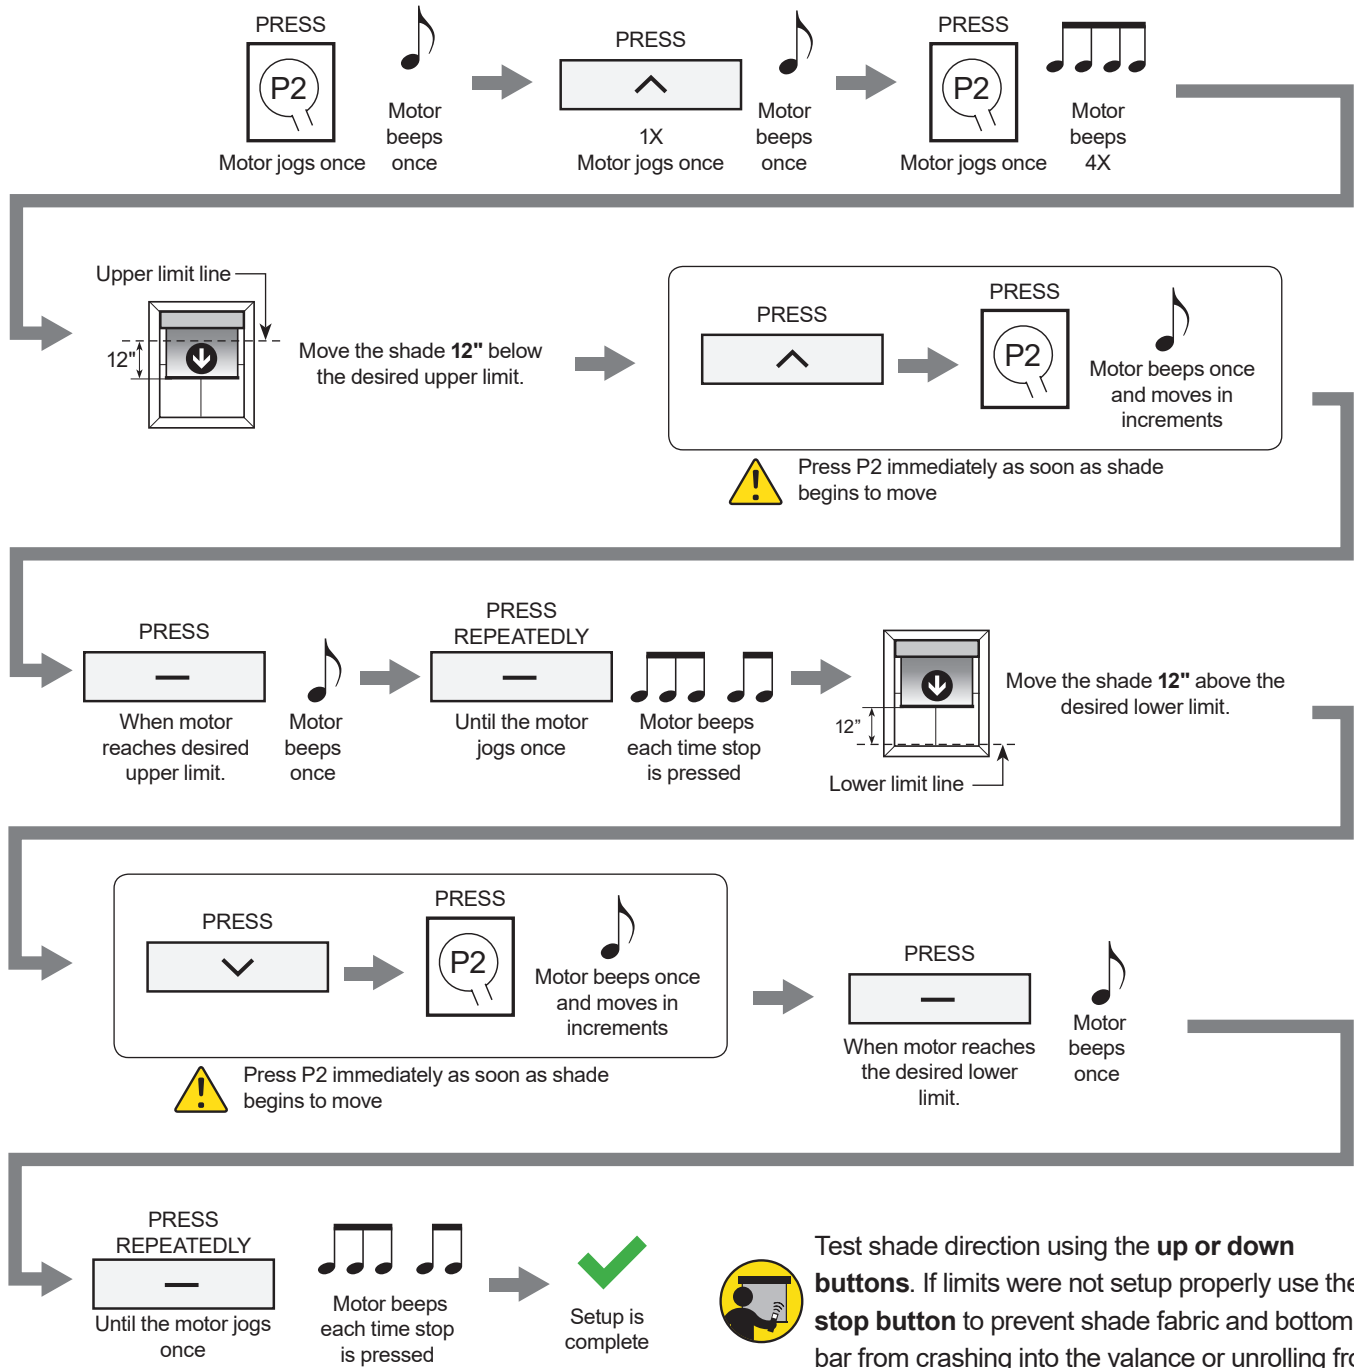 PRESS
P2
Motor jogs once
Motor
beeps
once
PRESS
1X
Motor jogs once
Motor
beeps
once
PRESS
P2
Motor jogs once
Motor
beeps
4X
Upper limit line
12"
Move the shade 12" below
the desired upper limit.
PRESS
PRESS
P2
Motor beeps once
and moves in
increments
Press P2 immediately as soon as shade
begins to move
PRESS
When motor
reaches desired
upper limit.
Motor
beeps
once
PRESS
REPEATEDLY
Until the motor
jogs once
Motor beeps
each time stop
is pressed
12”
Lower limit line
Move the shade 12" above the
desired lower limit.
PRESS
PRESS
P2
Motor beeps once
and moves in
increments
Press P2 immediately as soon as shade
begins to move
PRESS
When motor reaches
the desired lower
limit.
Motor
beeps
once
PRESS
REPEATEDLY
Until the motor jogs
once
Motor beeps
each time stop
is pressed
Setup is
complete
Test shade direction using the up or down
buttons. If limits were not setup properly use the
stop button to prevent shade fabric and bottom
bar from crashing into the valance or unrolling